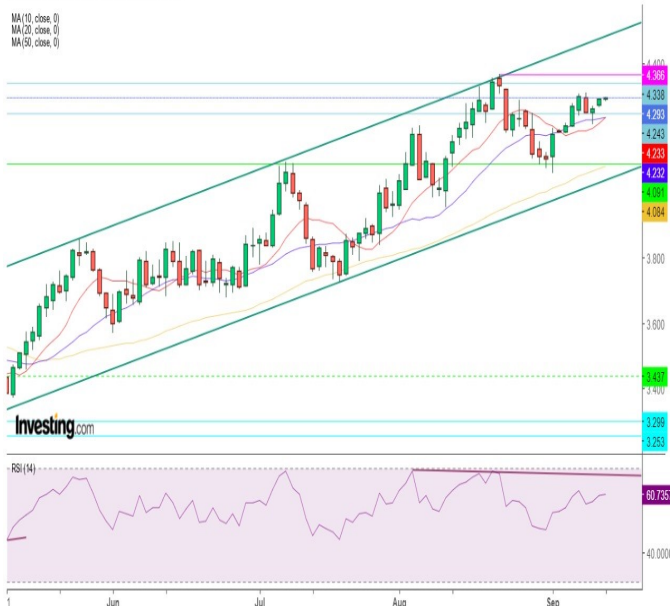 MA (10, close, 0)
MA (20, close, 0)
MA (50, close, 0)
4.400
4.366
4.338
4.293
4.243
4.233
4.232
4.091
4.084
3.800
3.600
3.437
3.400
3.299
3.253
Investing.com
RSI (14)
60.7357
40.0000
1 Jun Jul Aug Sep